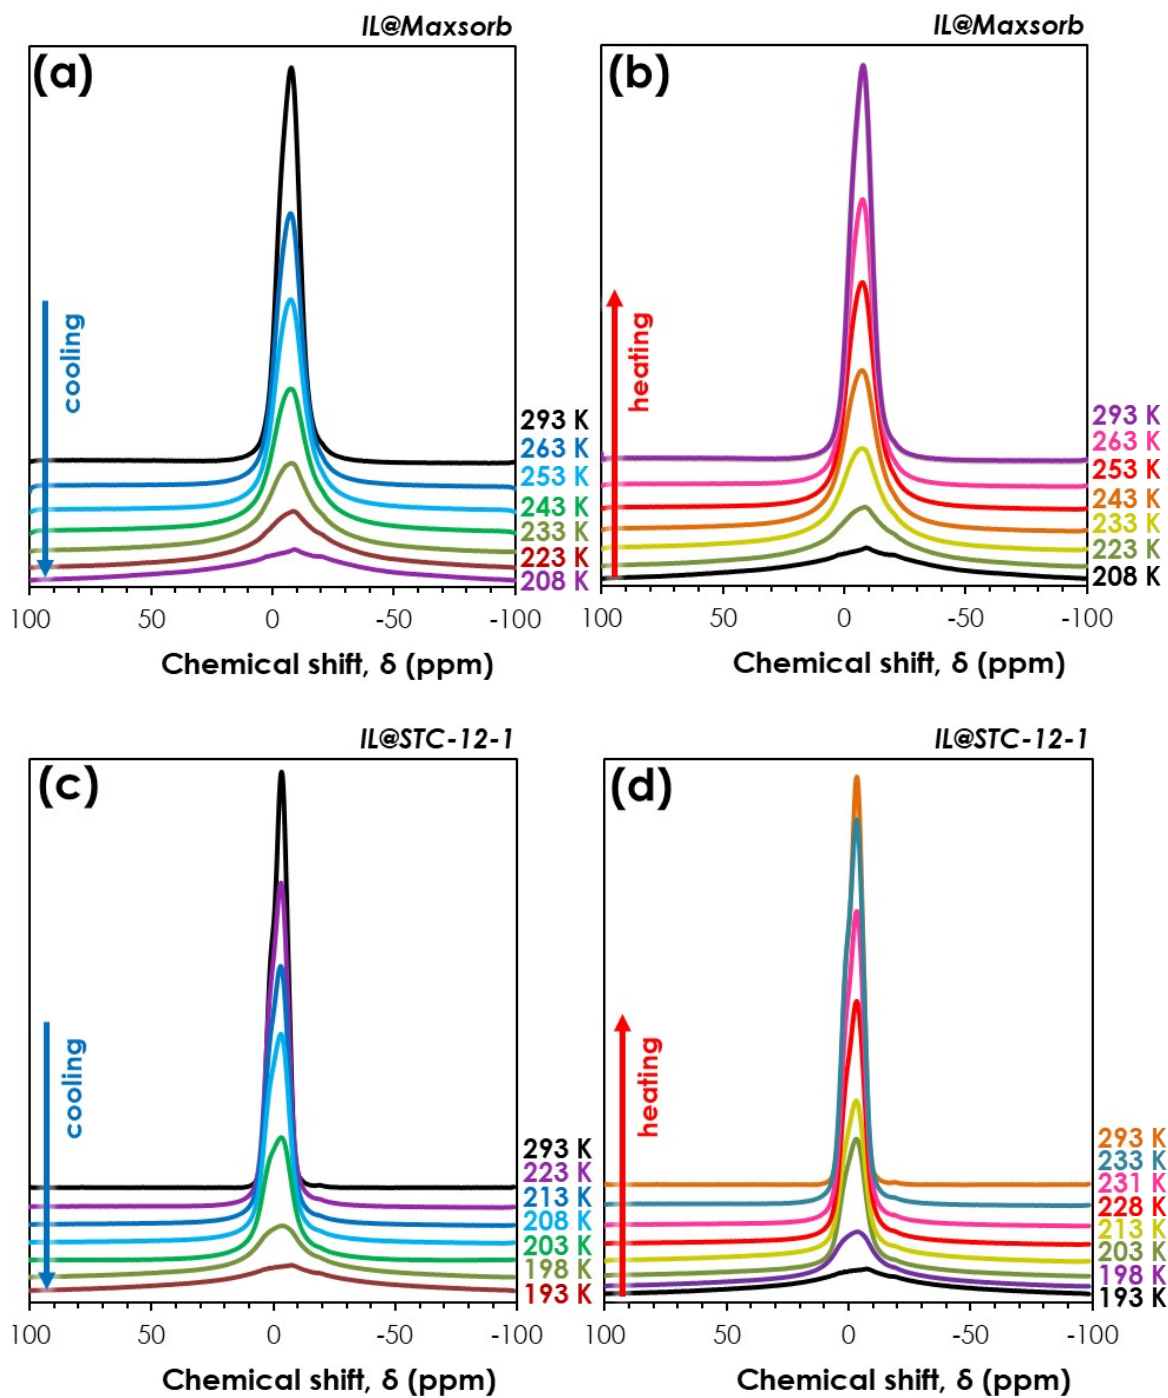 IL@Maxsorb
(a)
cooling
293 K
263 K
253 K
243 K
233 K
223 K
208 K
100 50 0 -50 -100
Chemical shift, δ (ppm)
IL@Maxsorb
(b)
heating
293 K
263 K
253 K
243 K
233 K
223 K
208 K
100 50 0 -50 -100
Chemical shift, δ (ppm)
IL@STC-12-1
(c)
cooling
293 K
223 K
213 K
208 K
203 K
198 K
193 K
100 50 0 -50 -100
Chemical shift, δ (ppm)
IL@STC-12-1
(d)
heating
293 K
233 K
231 K
228 K
213 K
203 K
198 K
193 K
100 50 0 -50 -100
Chemical shift, δ (ppm)